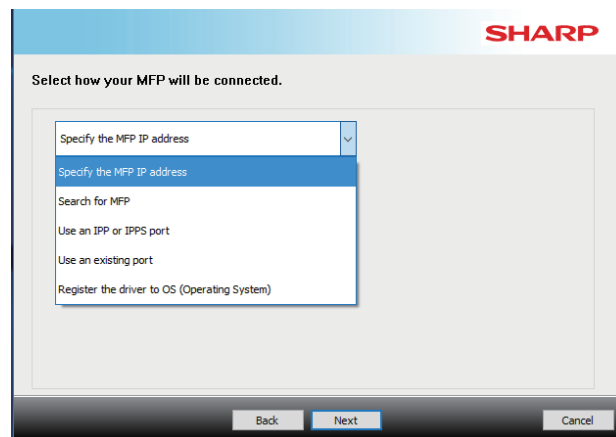 SHARP
Select how your MFP will be connected.
Specify the MFP IP address
Specify the MFP IP address
Search for MFP
Use an IPP or IPPS port
Use an existing port
Register the driver to OS (Operating System)
Back Next Cancel